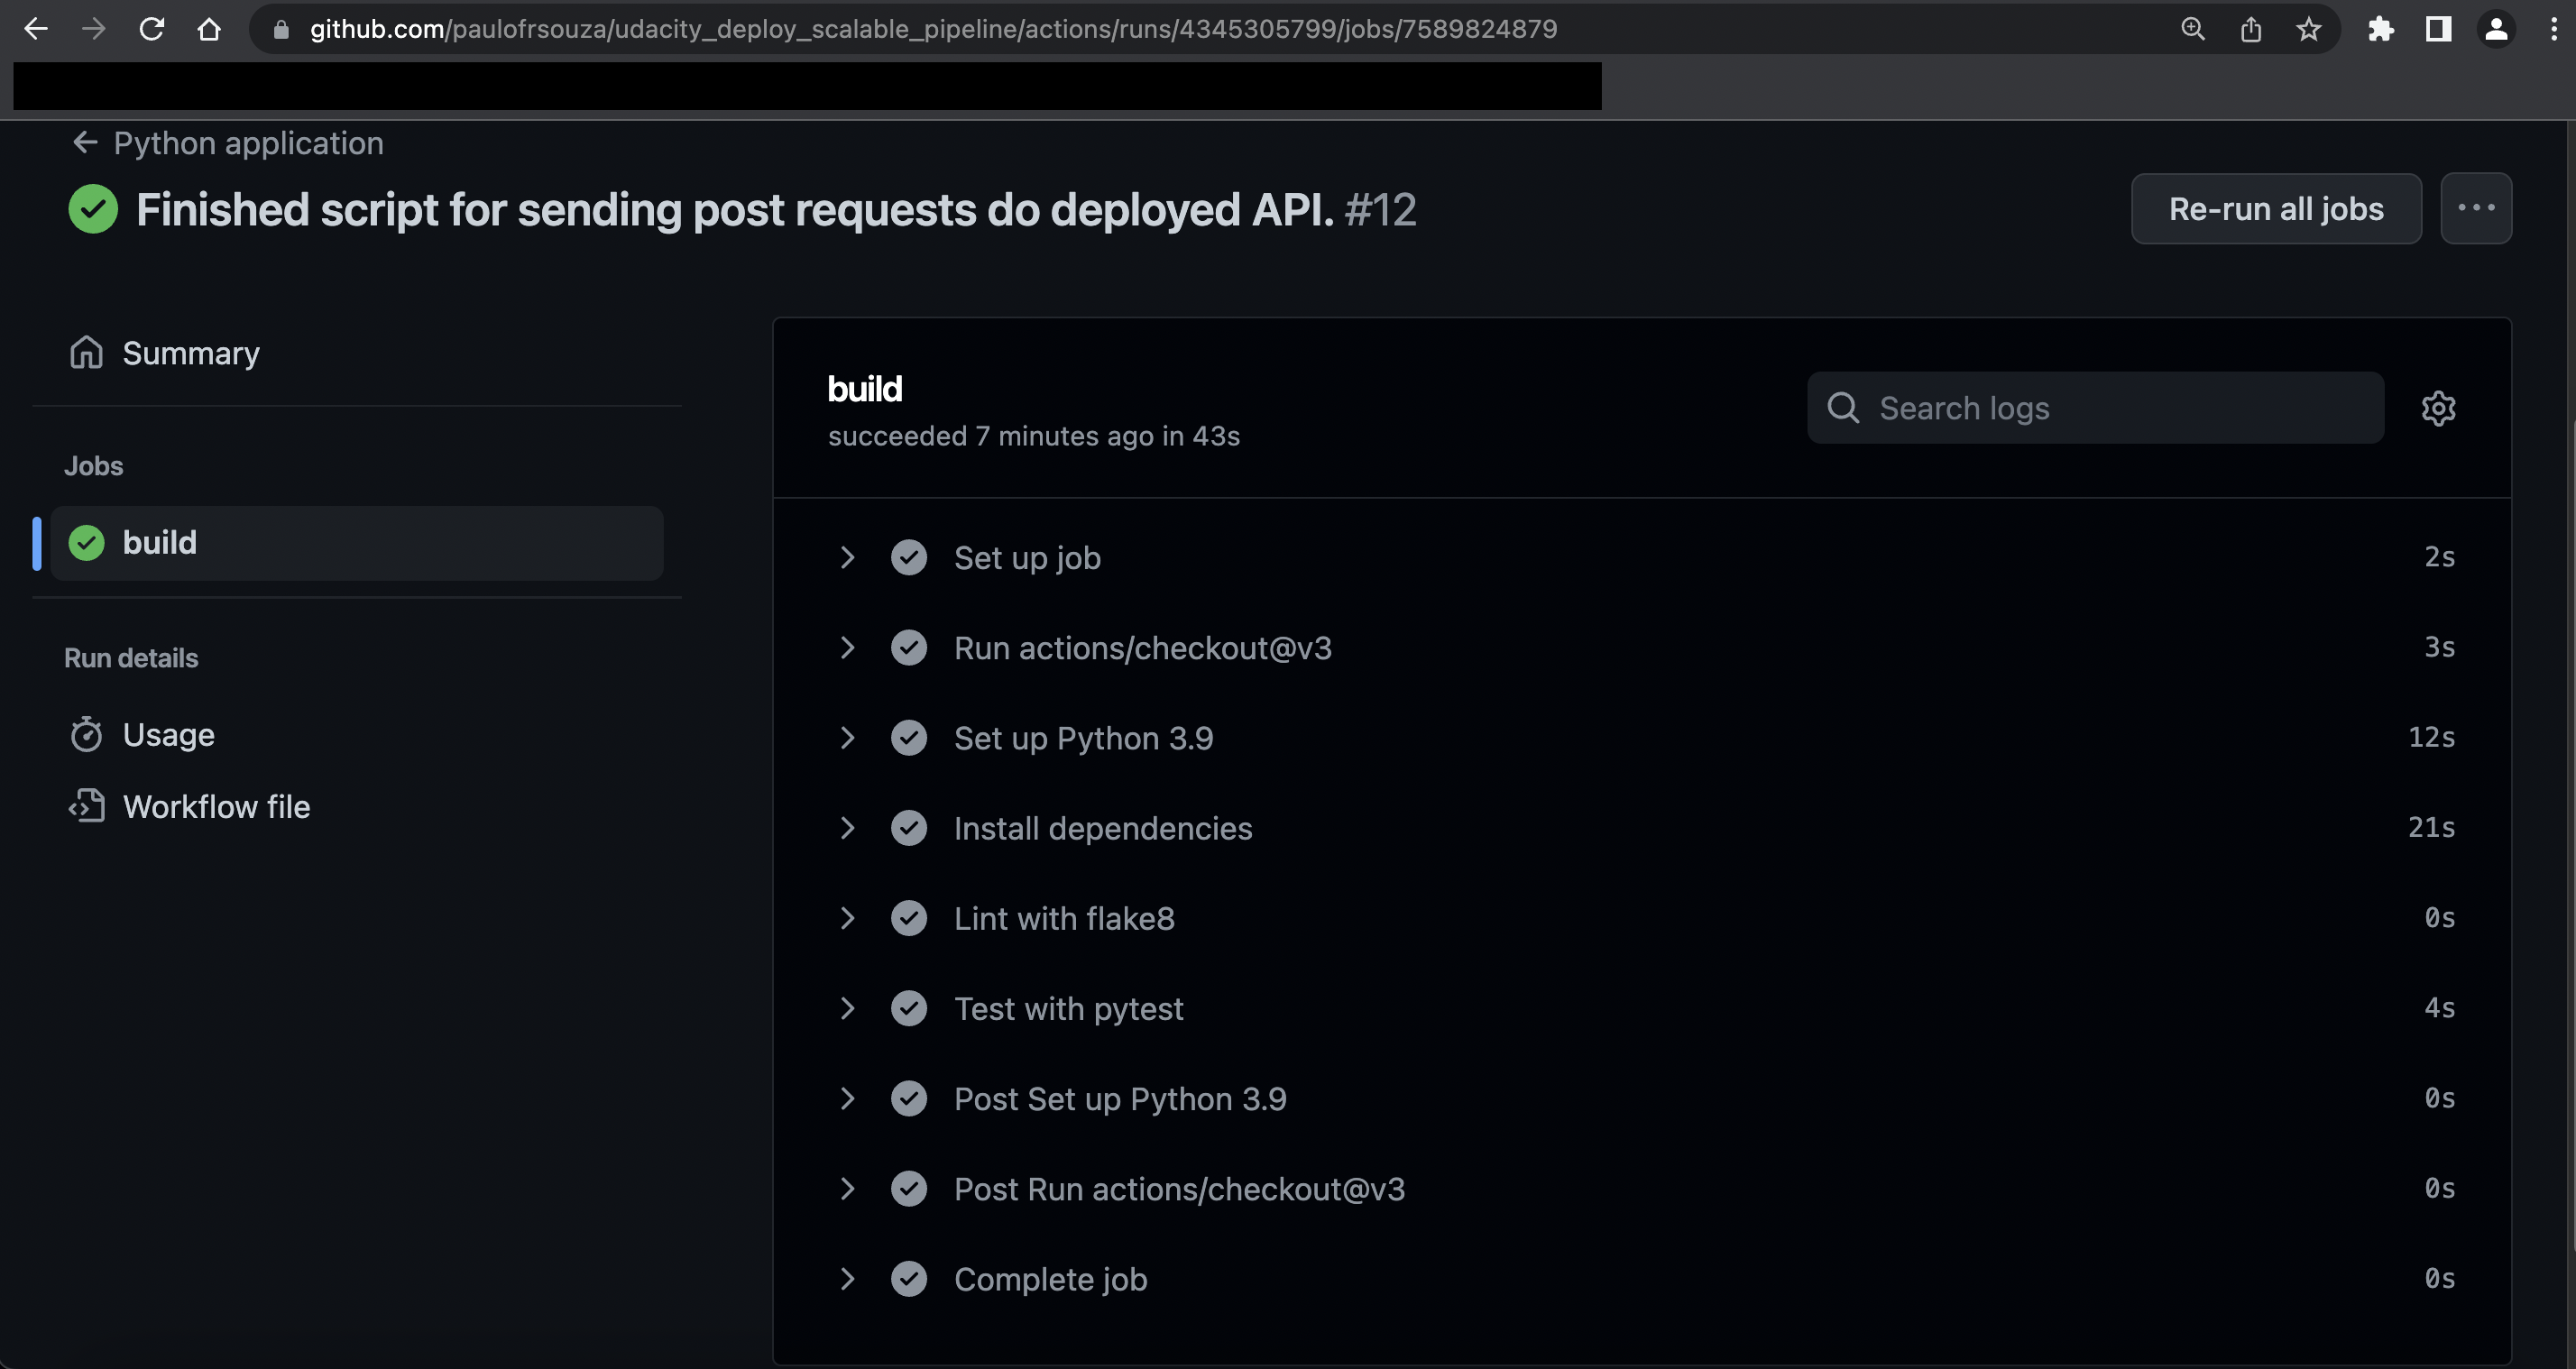 github.com/paulofrsouza/udacity_deploy_scalable_pipeline/actions/runs/4345305799/jobs/7589824879
Python application
Finished script for sending post requests do deployed API. #12
Re-run all jobs
Summary
Jobs
build
Run details
Usage
Workflow file
build
succeeded 7 minutes ago in 43s
Search logs
Set up job 2s
Run actions/checkout@v3 3s
Set up Python 3.9 12s
Install dependencies 21s
Lint with flake8 0s
Test with pytest 4s
Post Set up Python 3.9 0s
Post Run actions/checkout@v3 0s
Complete job 0s